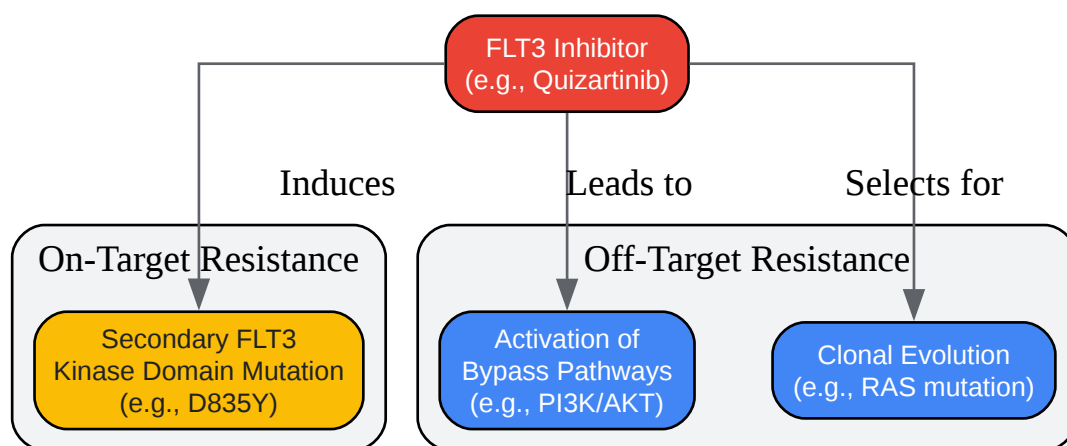 FLT3 Inhibitor
(e.g., Quizartinib)
Induces
Leads to
Selects for
On-Target Resistance
Off-Target Resistance
Secondary FLT3
Kinase Domain Mutation
(e.g., D835Y)
Activation of
Bypass Pathways
(e.g., PI3K/AKT)
Clonal Evolution
(e.g., RAS mutation)